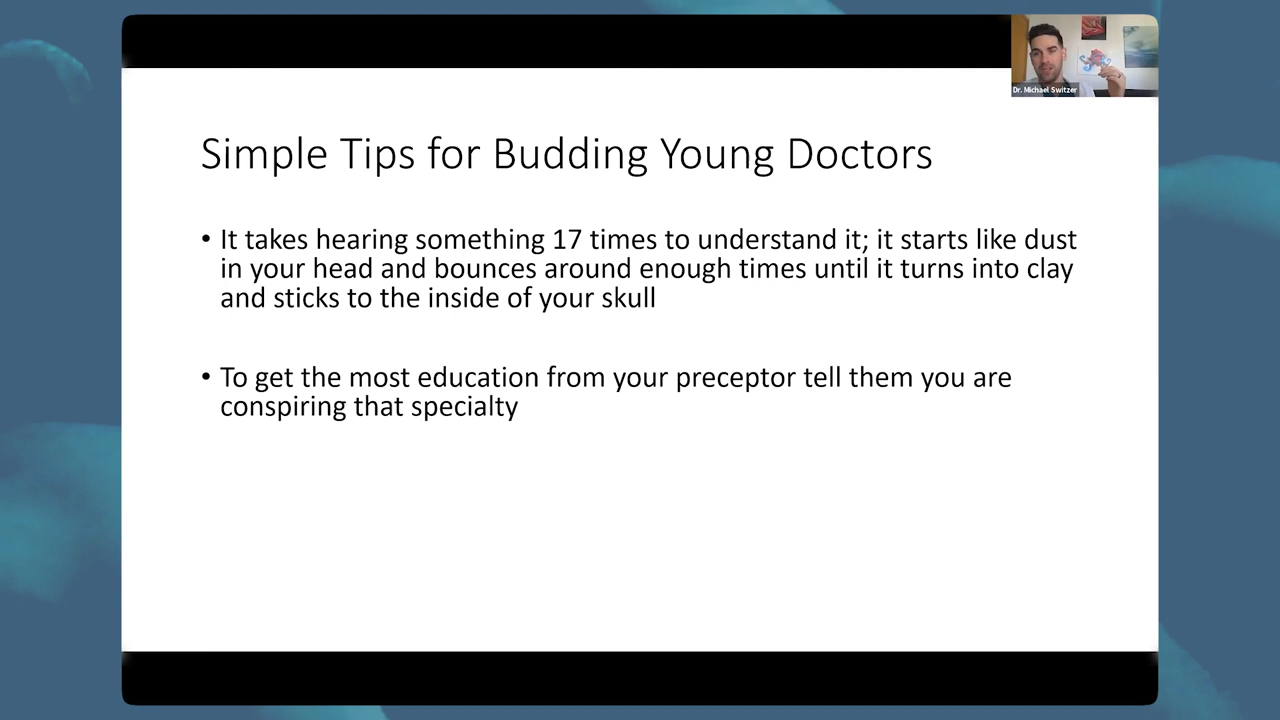 Dr. Michael Switzer
Simple Tips for Budding Young Doctors
• It takes hearing something 17 times to understand it; it starts like dust
in your head and bounces around enough times until it turns into clay
and sticks to the inside of your skull
• To get the most education from your preceptor tell them you are
conspiring that specialty